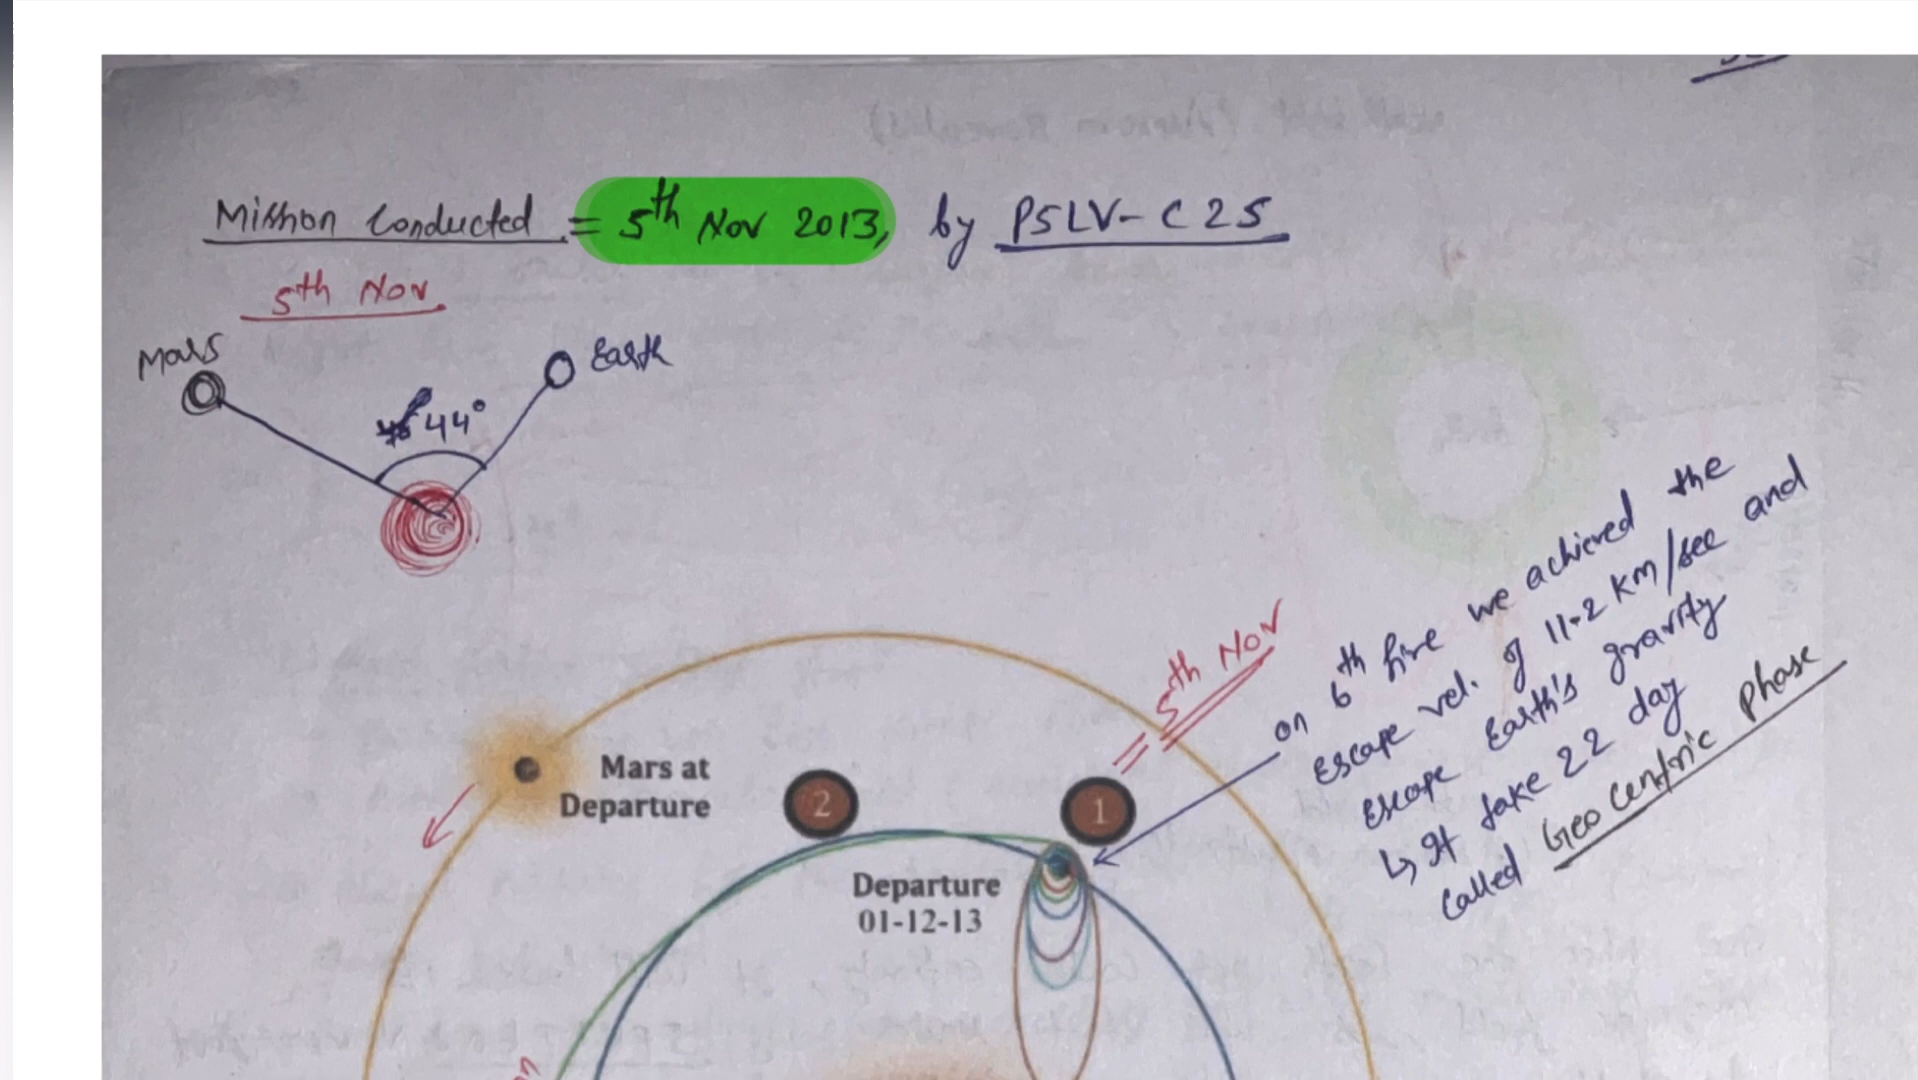 Mission Conducted = 5th Nov 2013, by PSLV-C25
5th Nov
Mars
Earth
44°
5th Nov
on 6th fire we achieved the
Escape vel. of 11.2 km/sec and
Escape Earth's gravity
↳ It take 22 day
Called Geo Centric Phase
Mars at
Departure
2
1
Departure
01-12-13